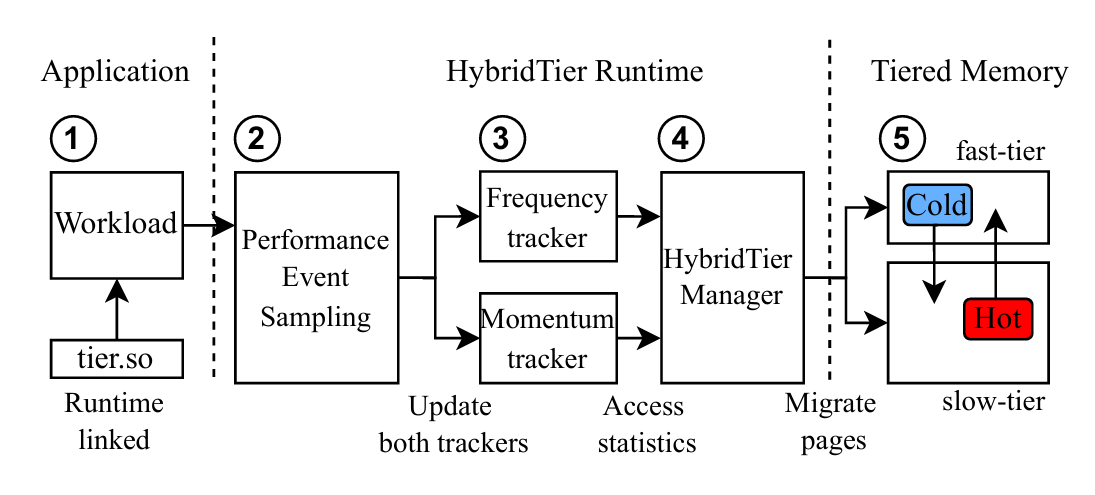 Application
HybridTier Runtime
Tiered Memory
1
2
3
4
5
fast-tier
Workload
tier.so
Runtime
linked
Performance
Event
Sampling
Update
both trackers
Frequency
tracker
Momentum
tracker
Access
statistics
HybridTier
Manager
Migrate
pages
Cold
Hot
slow-tier